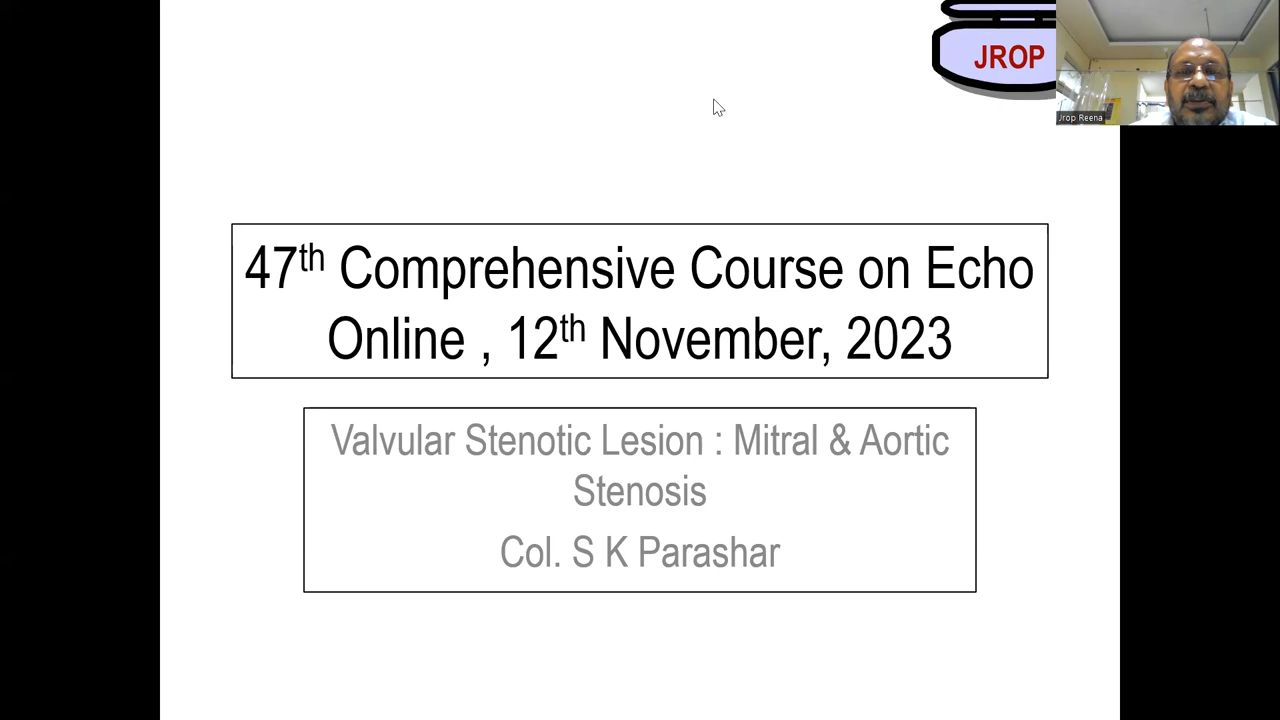 JROP
Jrop Reena
47th Comprehensive Course on Echo
Online , 12th November, 2023
Valvular Stenotic Lesion : Mitral & Aortic
Stenosis
Col. S K Parashar